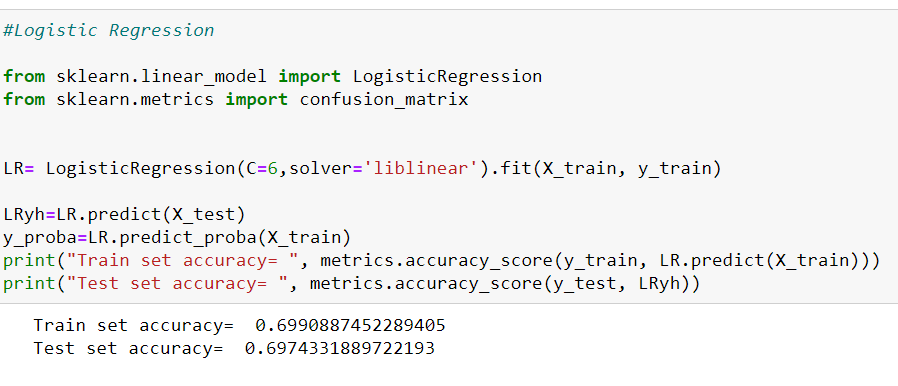 #Logistic Regression
from sklearn.linear_model import LogisticRegression
from sklearn.metrics import confusion_matrix
LR= LogisticRegression(C=6,solver='liblinear').fit(X_train, y_train)
LRyh=LR.predict(X_test)
y_proba=LR.predict_proba(X_train)
print("Train set accuracy= ", metrics.accuracy_score(y_train, LR.predict(X_train)))
print("Test set accuracy= ", metrics.accuracy_score(y_test, LRyh))
Train set accuracy=  0.6990887452289405
Test set accuracy=  0.6974331889722193